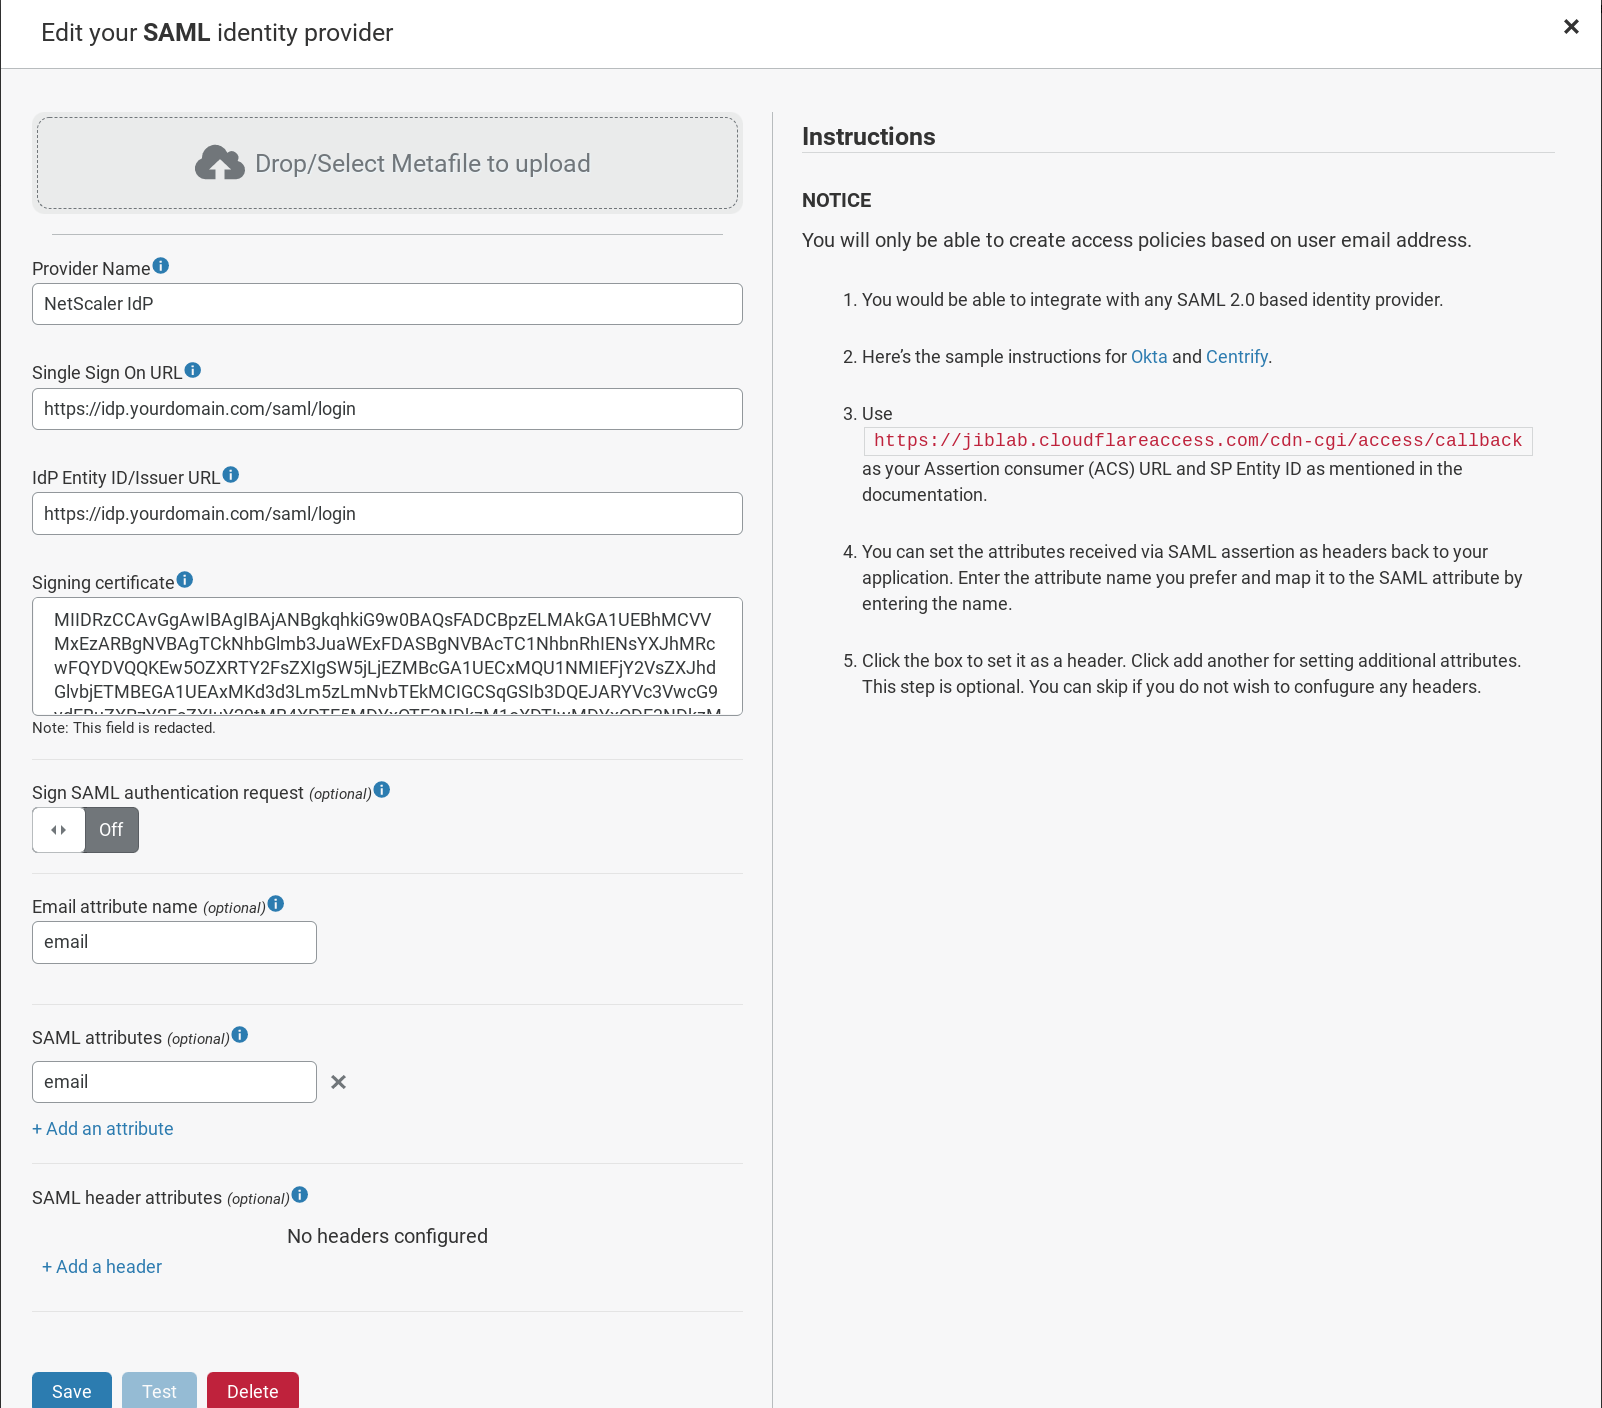 Edit your SAML identity provider
Drop/Select Metafile to upload
Provider Name
NetScaler IdP
Single Sign On URL
https://idp.yourdomain.com/saml/login
IdP Entity ID/Issuer URL
https://idp.yourdomain.com/saml/login
Signing certificate
MIIDRzCCAvGgAwIBAgIBAjANBgkqhkiG9w0BAQsFADCBpzELMAkGA1UEBhMCVV
MxEzARBgNVBAgTCkNhbGlmb3JuaWExFDASBgNVBAcTC1NhbnRhIENsYXJhMRc
wFQYDVQQKEw5OZXRTY2FsZXIgSW5jLjEZMBcGA1UECxMQU1NMIEFjY2VsZXJhd
GlvbjETMBEGA1UEAxMKd3d3Lm5zLmNvbTEkMCIGCSqGSIb3DQEJARYVc3VwcG9
Note: This field is redacted.
Sign SAML authentication request (optional)
Off
Email attribute name (optional)
email
SAML attributes (optional)
email
+ Add an attribute
SAML header attributes (optional)
No headers configured
+ Add a header
Save Test Delete
Instructions
NOTICE
You will only be able to create access policies based on user email address.
1. You would be able to integrate with any SAML 2.0 based identity provider.
2. Here's the sample instructions for Okta and Centrify.
3. Use
https://jiblab.cloudflareaccess.com/cdn-cgi/access/callback
as your Assertion consumer (ACS) URL and SP Entity ID as mentioned in the
documentation.
4. You can set the attributes received via SAML assertion as headers back to your
application. Enter the attribute name you prefer and map it to the SAML attribute by
entering the name.
5. Click the box to set it as a header. Click add another for setting additional attributes.
This step is optional. You can skip if you do not wish to confugure any headers.